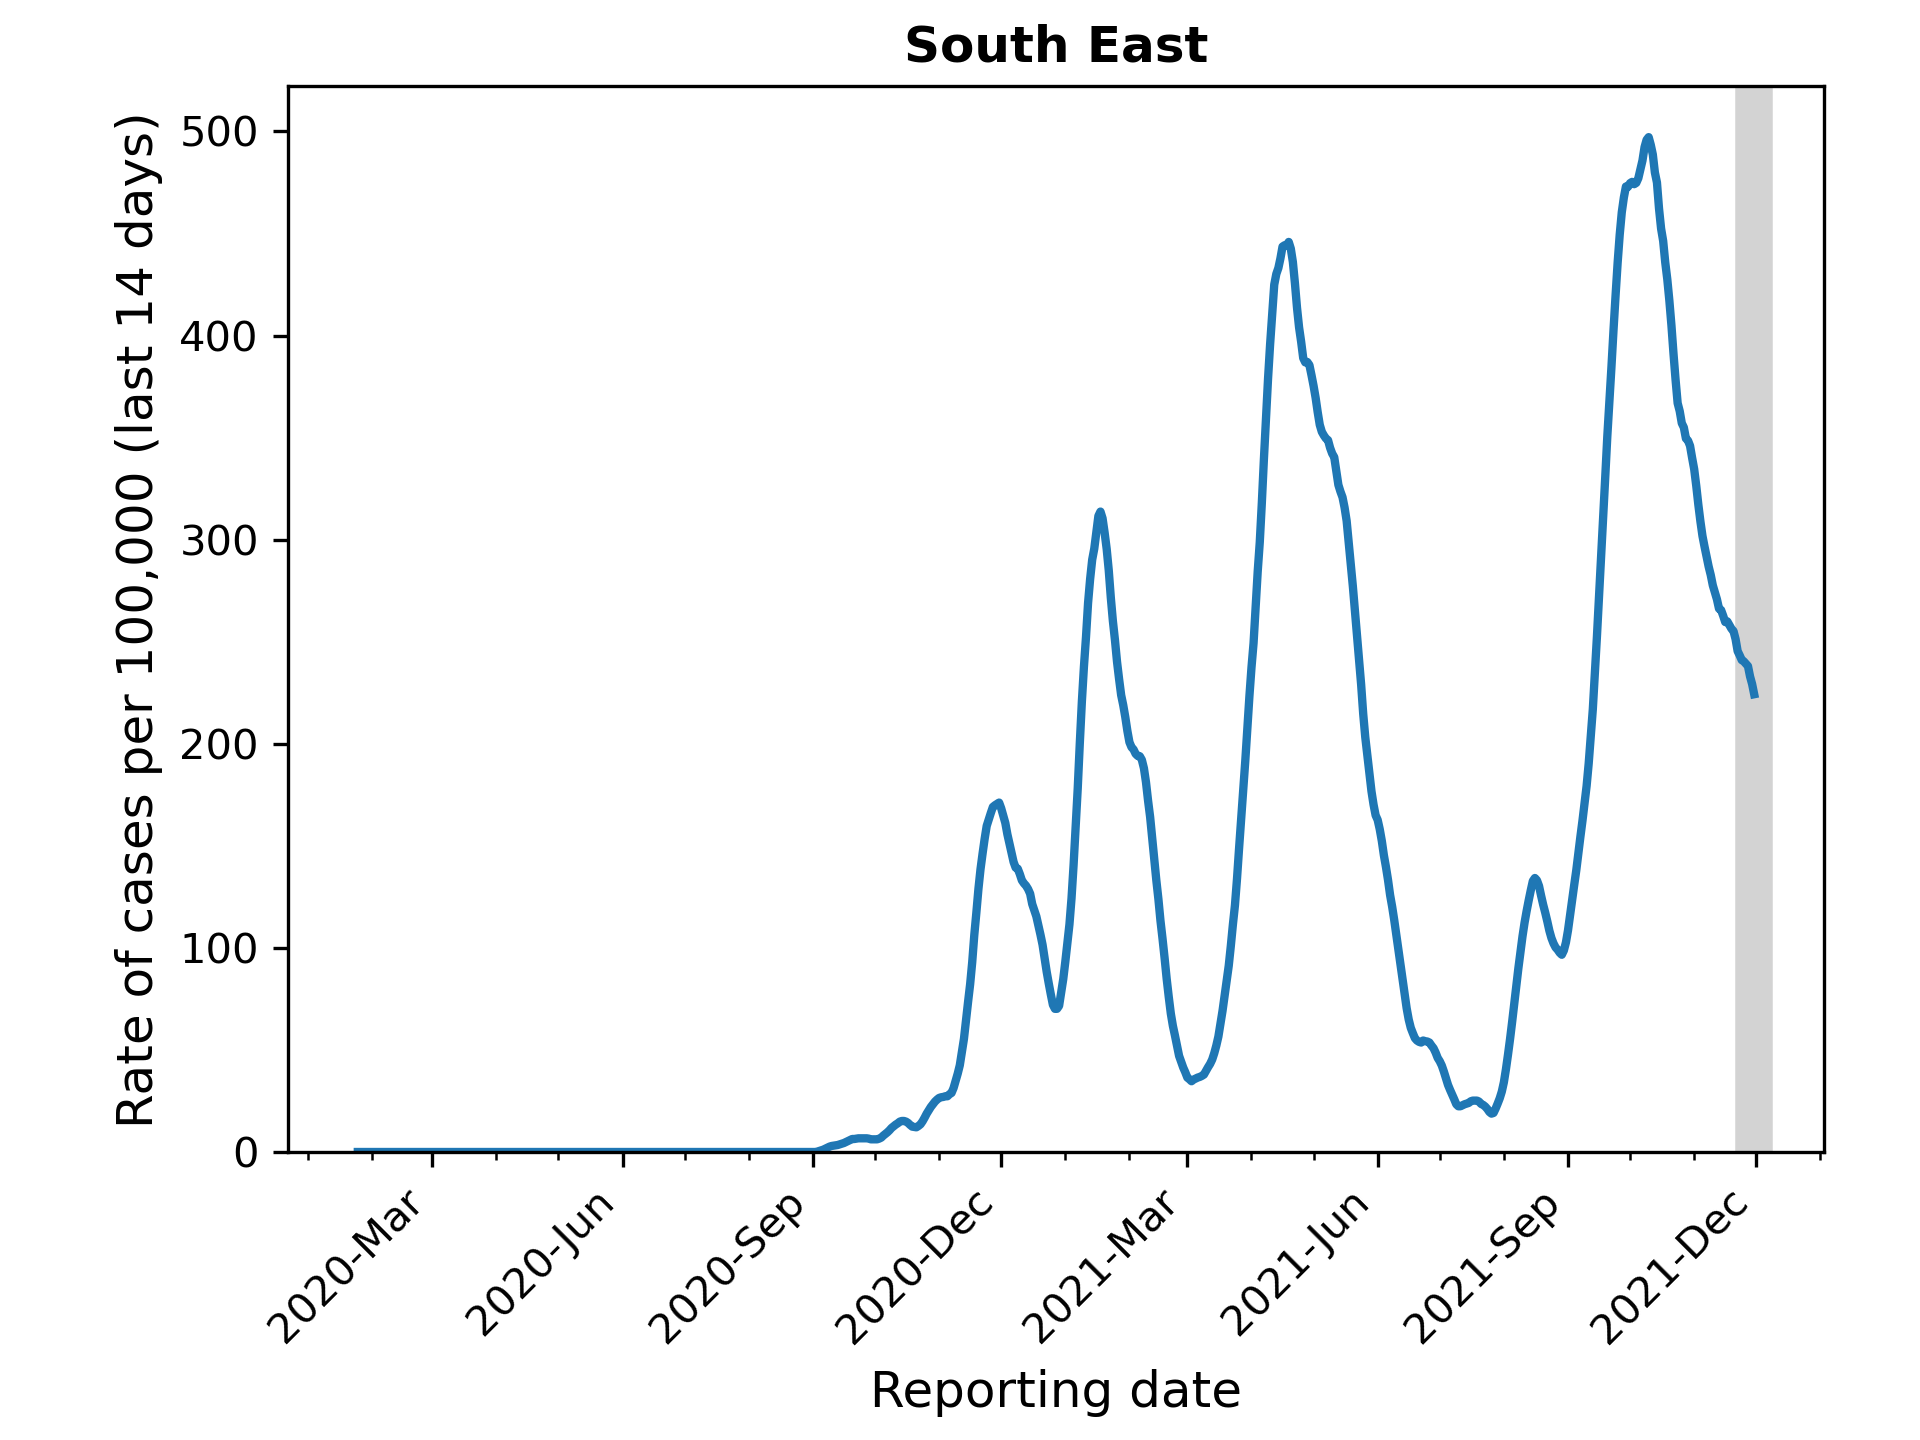 South East
Rate of cases per 100,000 (last 14 days)
500
400
300
200
100
0
2020-Mar
2020-Jun
2020-Sep
2020-Dec
2021-Mar
2021-Jun
2021-Sep
2021-Dec
Reporting date